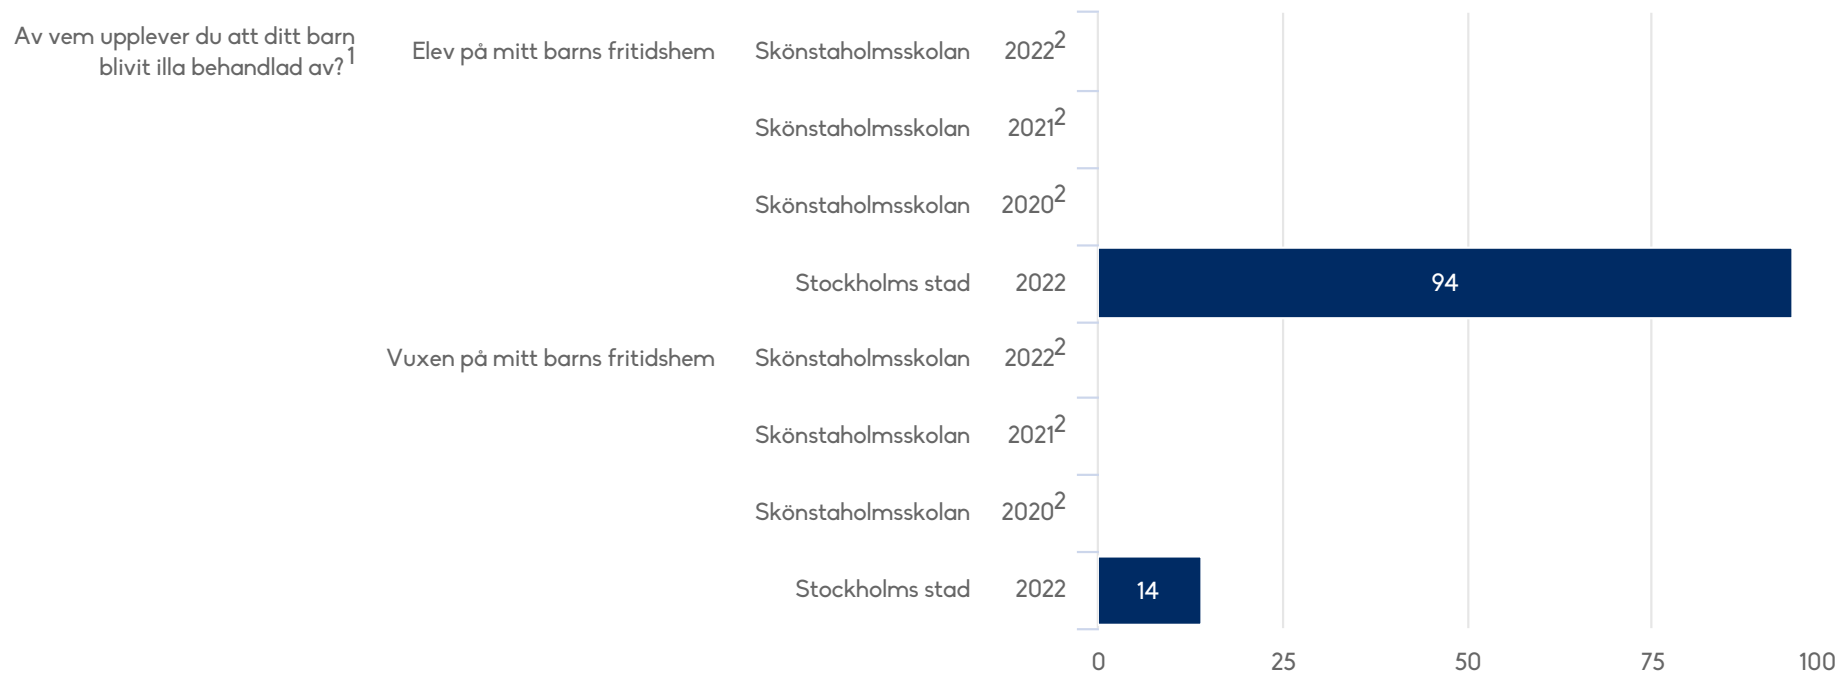 Av vem upplever du att ditt barn
blivit illa behandlad av?1
Elev på mitt barns fritidshem Skönstaholmsskolan 2022²
Skönstaholmsskolan 2021²
Skönstaholmsskolan 2020²
Stockholms stad 2022 94
Vuxen på mitt barns fritidshem Skönstaholmsskolan 2022²
Skönstaholmsskolan 2021²
Skönstaholmsskolan 2020²
Stockholms stad 2022 14
0 25 50 75 100